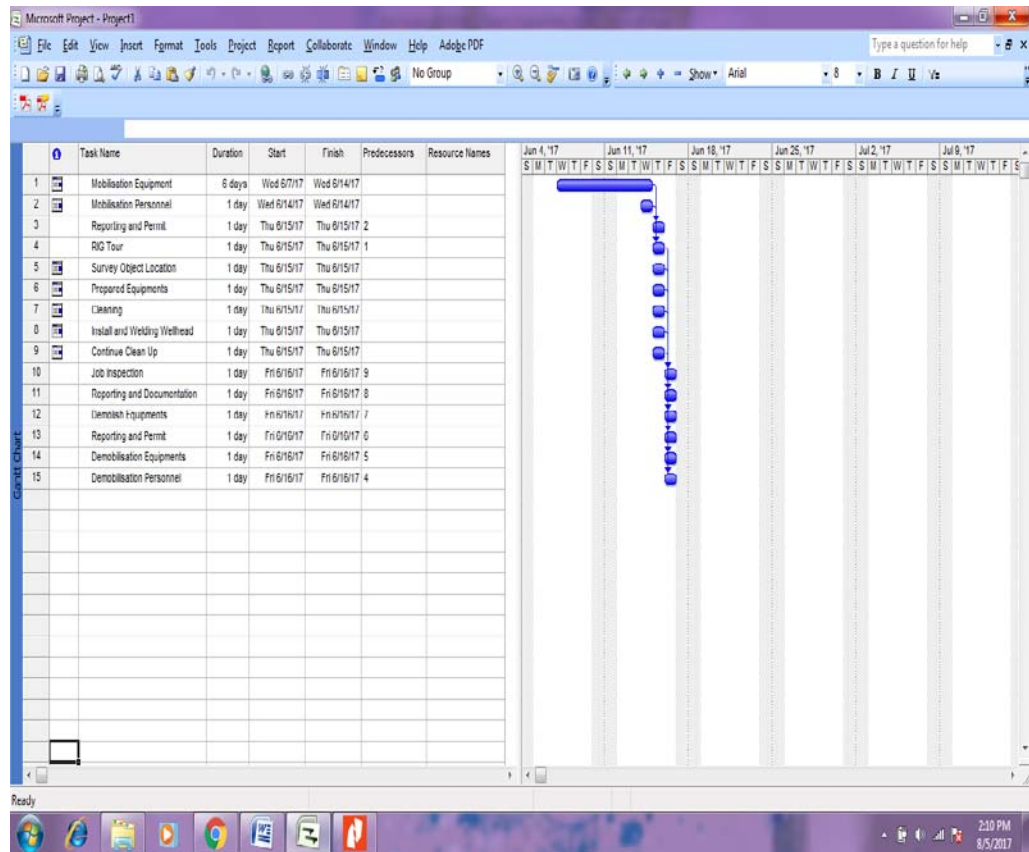 Microsoft Project - Project1
File Edit View Insert Format Tools Project Report Collaborate Window Help Adobe PDF Type a question for help
No Group Show Arial 8 B I U
Task Name Duration Start Finish Predecessors Resource Names Jun 4, '17 Jun 11, '17 Jun 18, '17 Jun 25, '17 Jul 2, '17 Jul 9, '17
S M T W T F S S M T W T F S S M T W T F S S M T W T F S S M T W T F S S M T W T F S
1 Mobilisation Equipment 6 days Wed 6/7/17 Wed 6/14/17
2 Mobilisation Personnel 1 day Wed 6/14/17 Wed 6/14/17
3 Reporting and Permit 1 day Thu 6/15/17 Thu 6/15/17 2
4 RIG Tour 1 day Thu 6/15/17 Thu 6/15/17 1
5 Survey Object Location 1 day Thu 6/15/17 Thu 6/15/17
6 Prepared Equipments 1 day Thu 6/15/17 Thu 6/15/17
7 Cleaning 1 day Thu 6/15/17 Thu 6/15/17
8 Install and Welding Wellhead 1 day Thu 6/15/17 Thu 6/15/17
9 Continue Clean Up 1 day Thu 6/15/17 Thu 6/15/17
10 Job Inspection 1 day Fri 6/16/17 Fri 6/16/17 9
11 Reporting and Documentation 1 day Fri 6/16/17 Fri 6/16/17 8
12 Demolish Equipments 1 day Fri 6/16/17 Fri 6/16/17 7
13 Reporting and Permit 1 day Fri 6/16/17 Fri 6/16/17 6
14 Demobilisation Equipments 1 day Fri 6/16/17 Fri 6/16/17 5
15 Demobilisation Personnel 1 day Fri 6/16/17 Fri 6/16/17 4
Gantt Chart
Ready
2:10 PM
8/5/2017